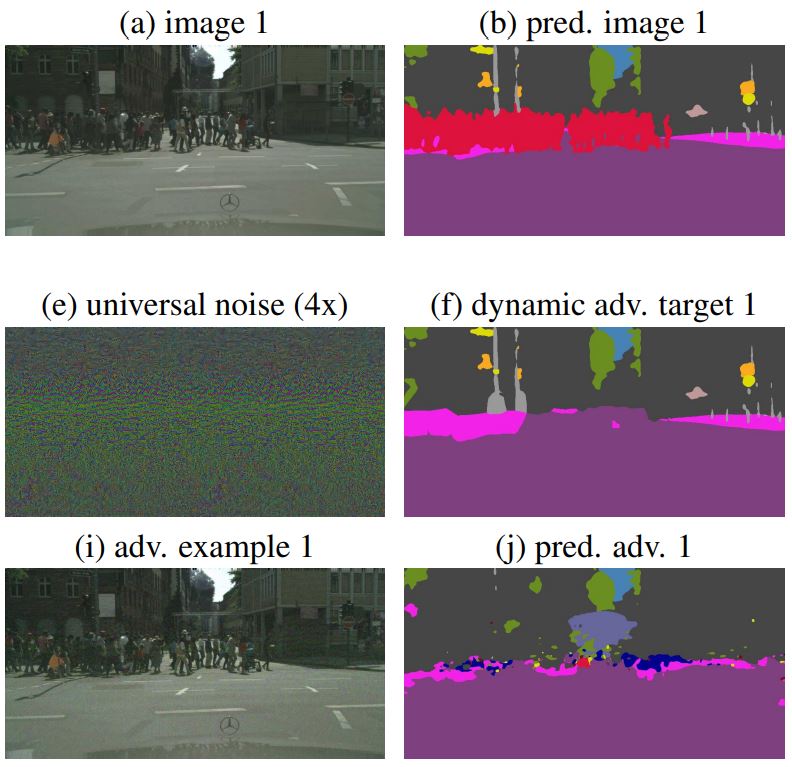 (a) image 1
(b) pred. image 1
(e) universal noise (4x)
(f) dynamic adv. target 1
(i) adv. example 1
(j) pred. adv. 1